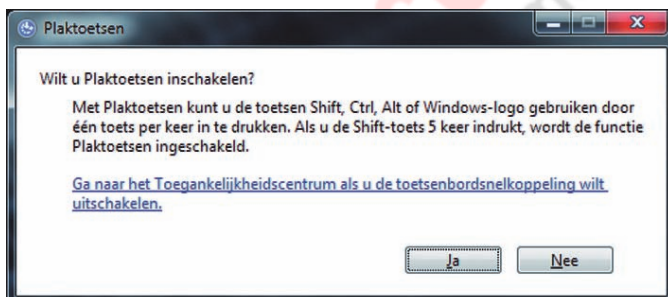 Plaktoetsen
Wilt u Plaktoetsen inschakelen?
Met Plaktoetsen kunt u de toetsen Shift, Ctrl, Alt of Windows-logo gebruiken door
één toets per keer in te drukken. Als u de Shift-toets 5 keer indrukt, wordt de functie
Plaktoetsen ingeschakeld.
Ga naar het Toegankelijkheidscentrum als u de toetsenbordsnelkoppeling wilt
uitschakelen.
Ja Nee